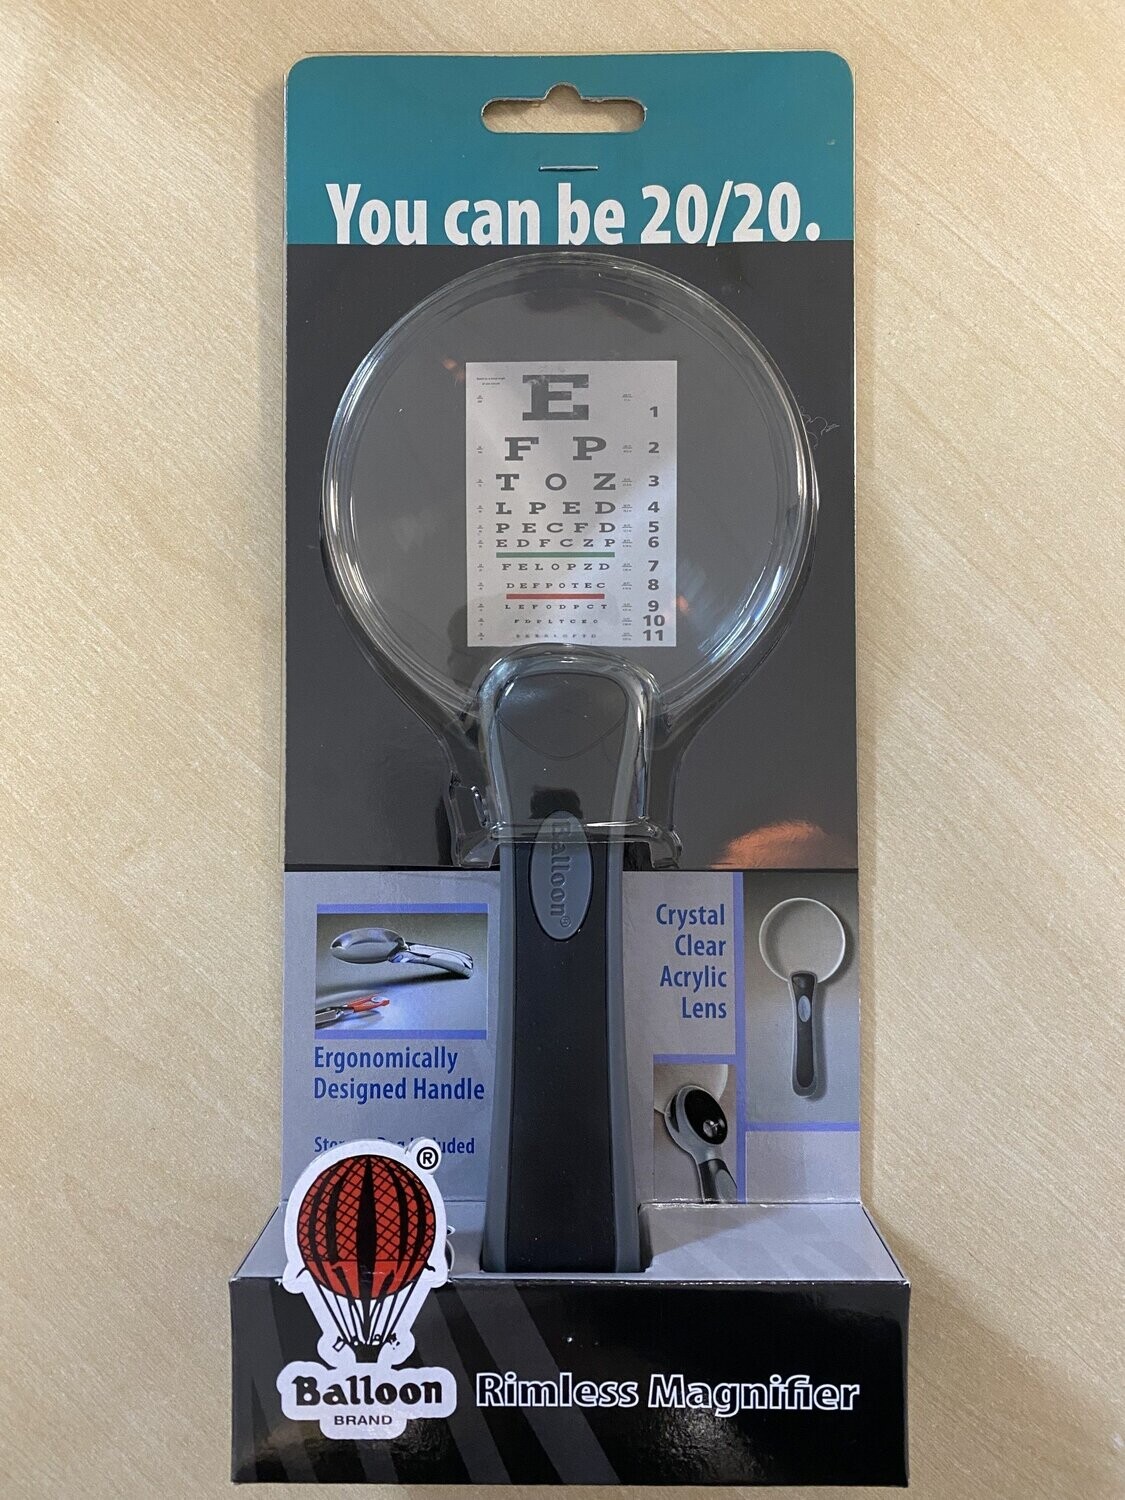 You can be 20/20.
E
1
F P
2
T O Z
3
L P E D
4
P E C F D
5
E D F C Z P
6
F E L O P Z D
7
D E F P O T E C
8
L E F O D P C T
9
F D P L T C E O
10
11
Balloon®
Crystal
Clear
Acrylic
Lens
Ergonomically
Designed Handle
®
Balloon
BRAND
Rimless Magnifier